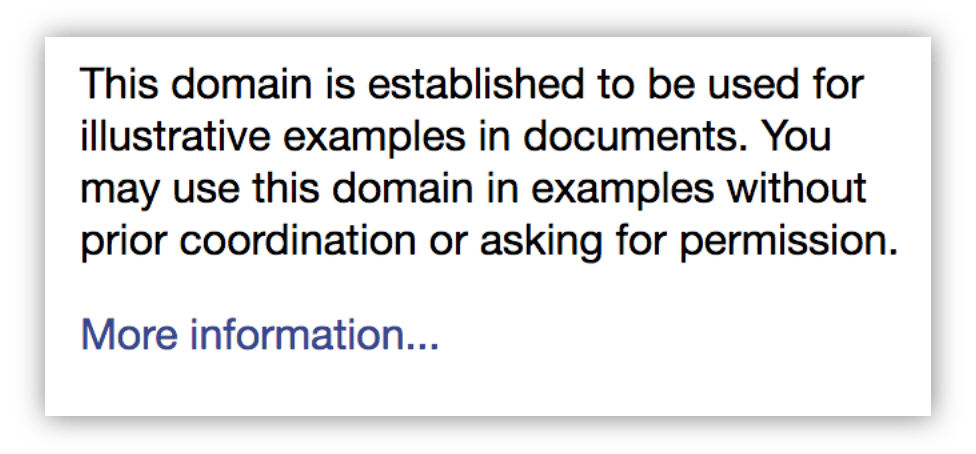 This domain is established to be used for
illustrative examples in documents. You
may use this domain in examples without
prior coordination or asking for permission.
More information...